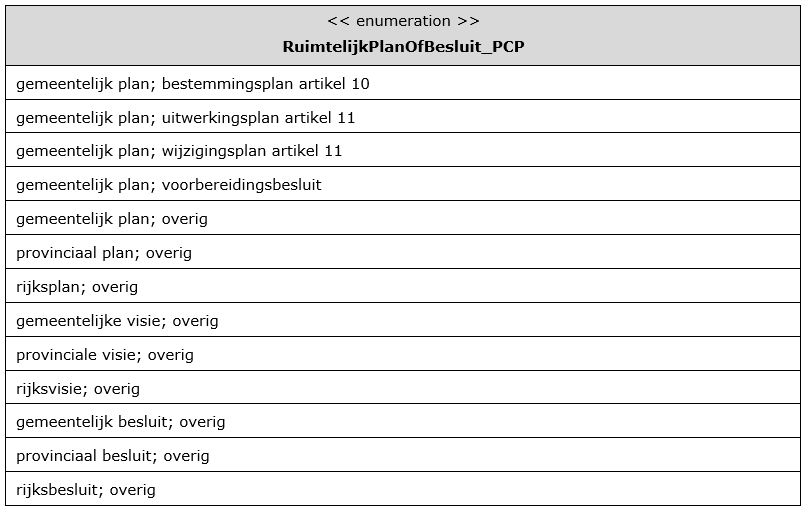 << enumeration >>
RuimtelijkPlanOfBesluit_PCP
gemeentelijk plan; bestemmingsplan artikel 10
gemeentelijk plan; uitwerkingsplan artikel 11
gemeentelijk plan; wijzigingsplan artikel 11
gemeentelijk plan; voorbereidingsbesluit
gemeentelijk plan; overig
provinciaal plan; overig
rijksplan; overig
gemeentelijke visie; overig
provinciale visie; overig
rijksvisie; overig
gemeentelijk besluit; overig
provinciaal besluit; overig
rijksbesluit; overig